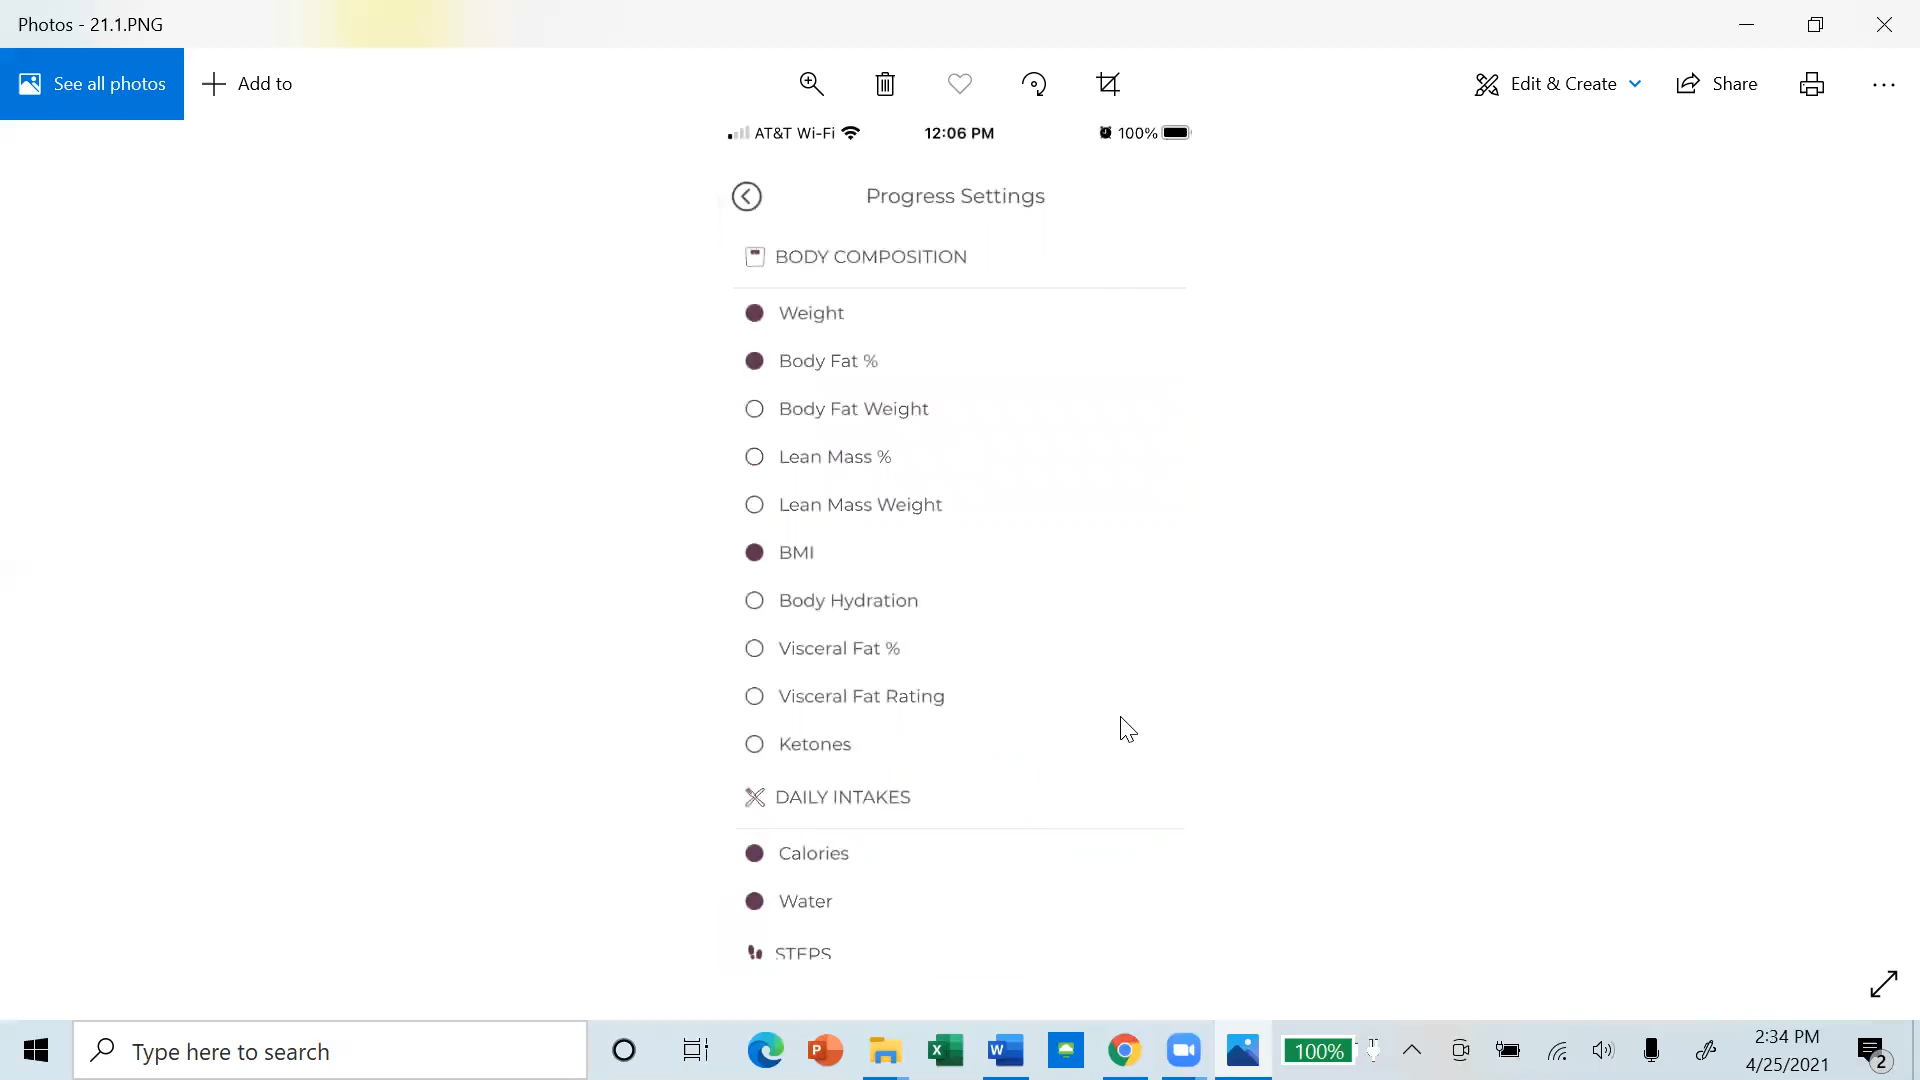 Photos - 21.1.PNG
See all photos
Add to
Edit & Create
Share
AT&T Wi-Fi 12:06 PM 100%
Progress Settings
BODY COMPOSITION
Weight
Body Fat %
Body Fat Weight
Lean Mass %
Lean Mass Weight
BMI
Body Hydration
Visceral Fat %
Visceral Fat Rating
Ketones
DAILY INTAKES
Calories
Water
STEPS
Type here to search
100%
2:34 PM
4/25/2021
2